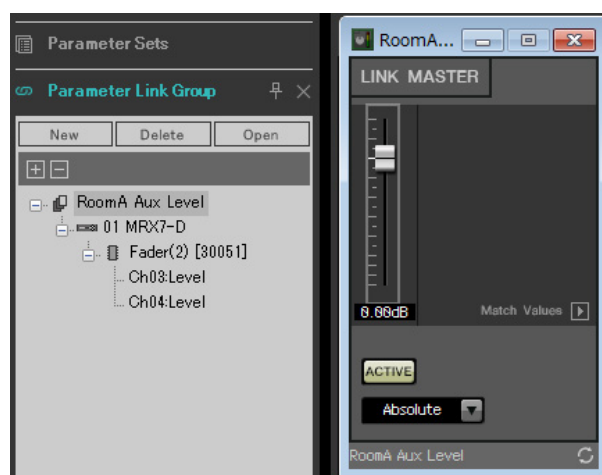 Parameter Sets
Parameter Link Group
New Delete Open
RoomA Aux Level
01 MRX7-D
Fader(2) [30051]
Ch03:Level
Ch04:Level
RoomA...
LINK MASTER
0.00dB
Match Values
ACTIVE
Absolute
RoomA Aux Level